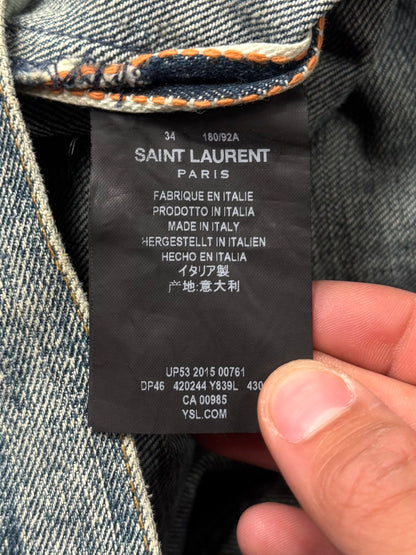 34 180/92A
SAINT LAURENT
PARIS
FABRIQUE EN ITALIE
PRODOTTO IN ITALIA
MADE IN ITALY
HERGESTELLT IN ITALIEN
HECHO EN ITALIA
イタリア製
产地:意大利
UP53 2015 00761
DP46 420244 Y839L 430
CA 00985
YSL.COM